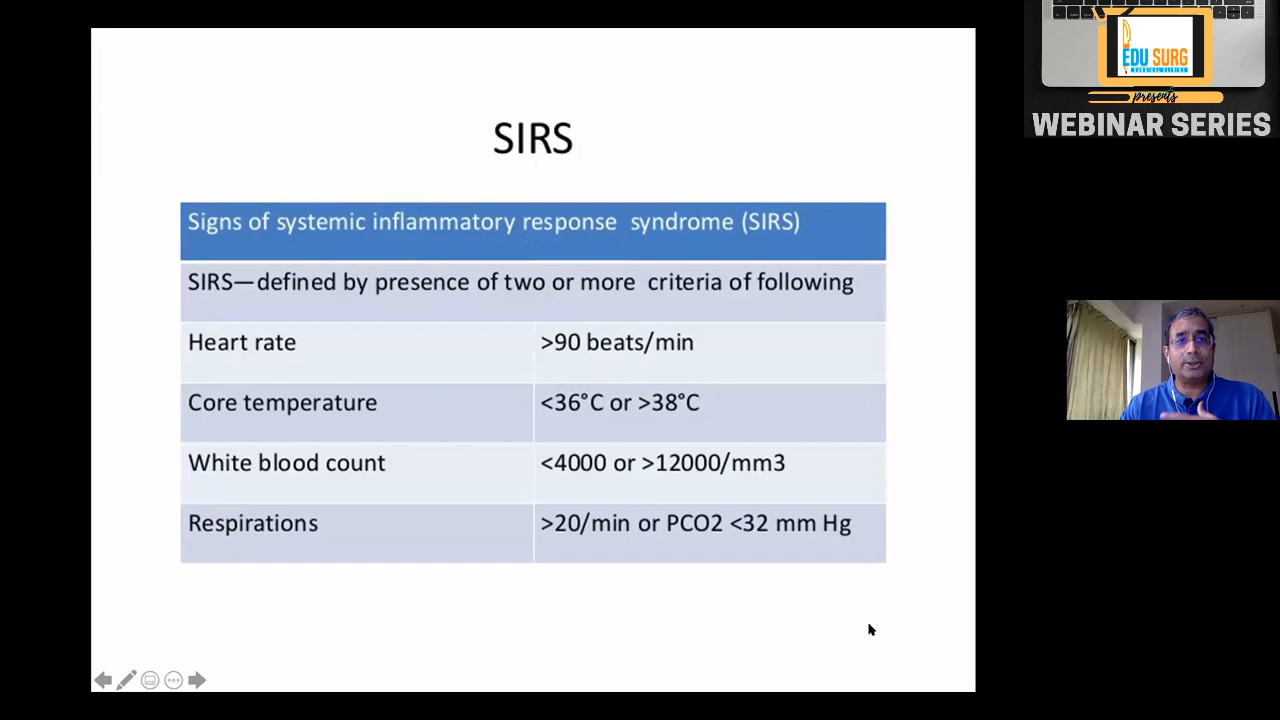 SIRS
Signs of systemic inflammatory response syndrome (SIRS)
SIRS—defined by presence of two or more criteria of following
Heart rate >90 beats/min
Core temperature <36°C or >38°C
White blood count <4000 or >12000/mm3
Respirations >20/min or PCO2 <32 mm Hg
EDU SURG
SURGICAL CLINICS
presents
WEBINAR SERIES